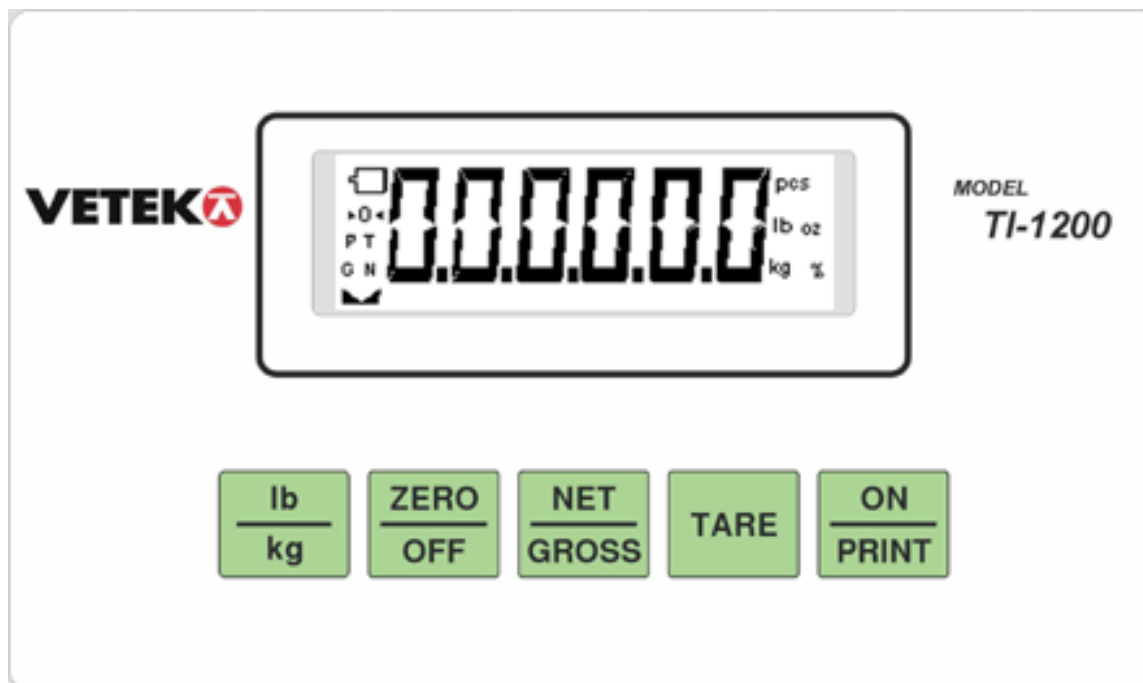 VETEK
pcs
►0◄
0.0.0.0.0.0
lb oz
P T
G N
kg %
MODEL
TI-1200
lb
kg
ZERO
OFF
NET
GROSS
TARE
ON
PRINT